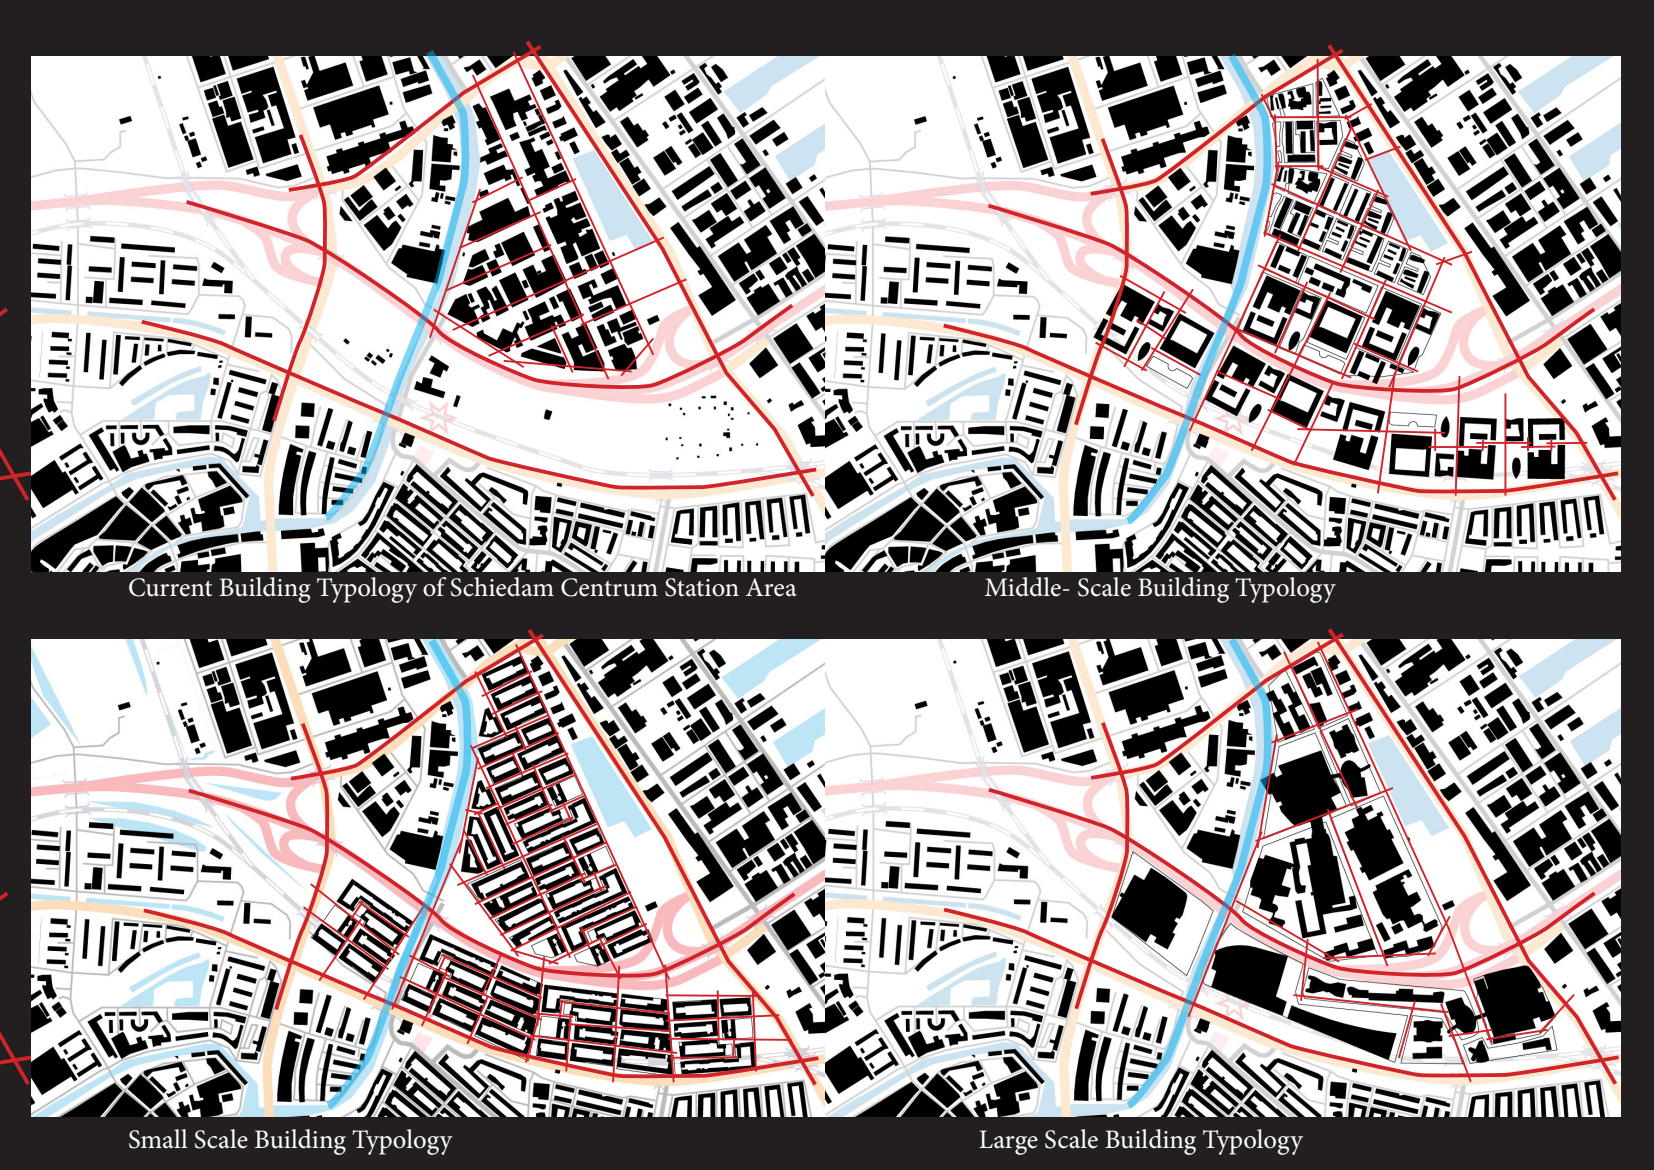 Current Building Typology of Schiedam Centrum Station Area
Middle- Scale Building Typology
Small Scale Building Typology
Large Scale Building Typology